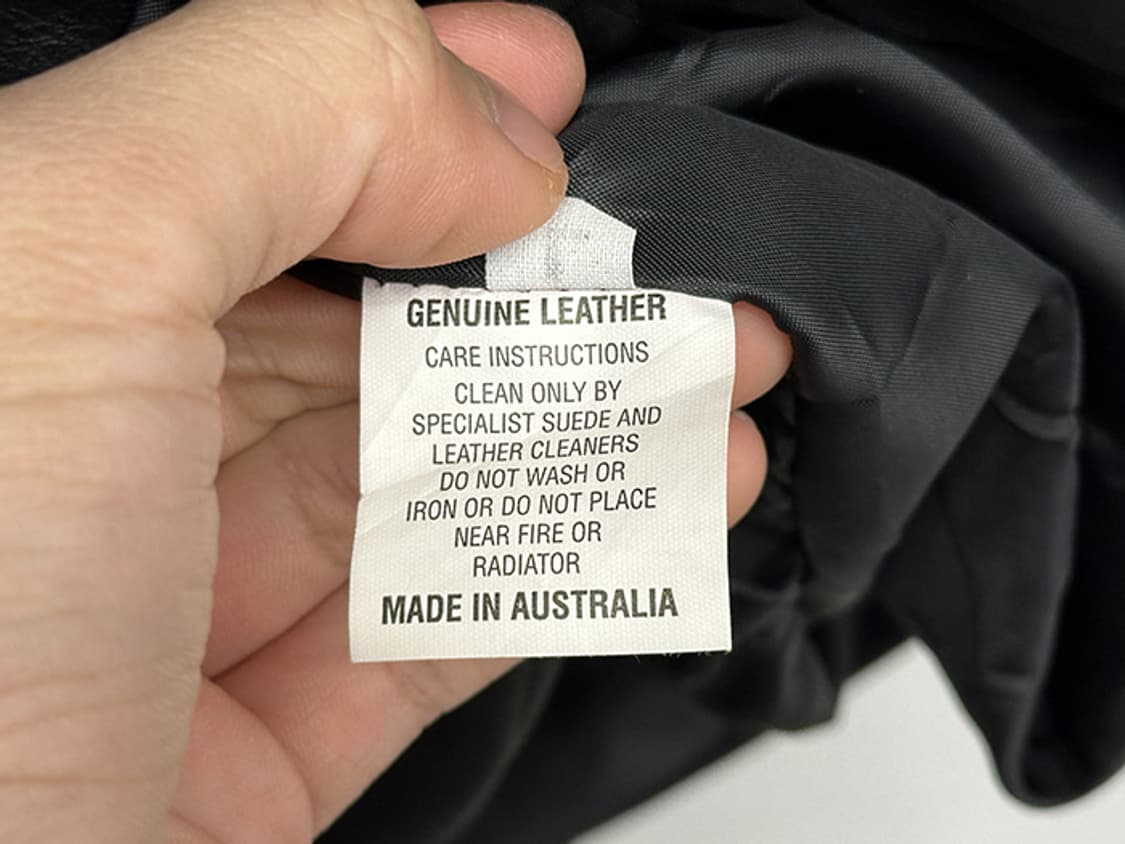 GENUINE LEATHER
CARE INSTRUCTIONS
CLEAN ONLY BY
SPECIALIST SUEDE AND
LEATHER CLEANERS
DO NOT WASH OR
IRON OR DO NOT PLACE
NEAR FIRE OR
RADIATOR
MADE IN AUSTRALIA